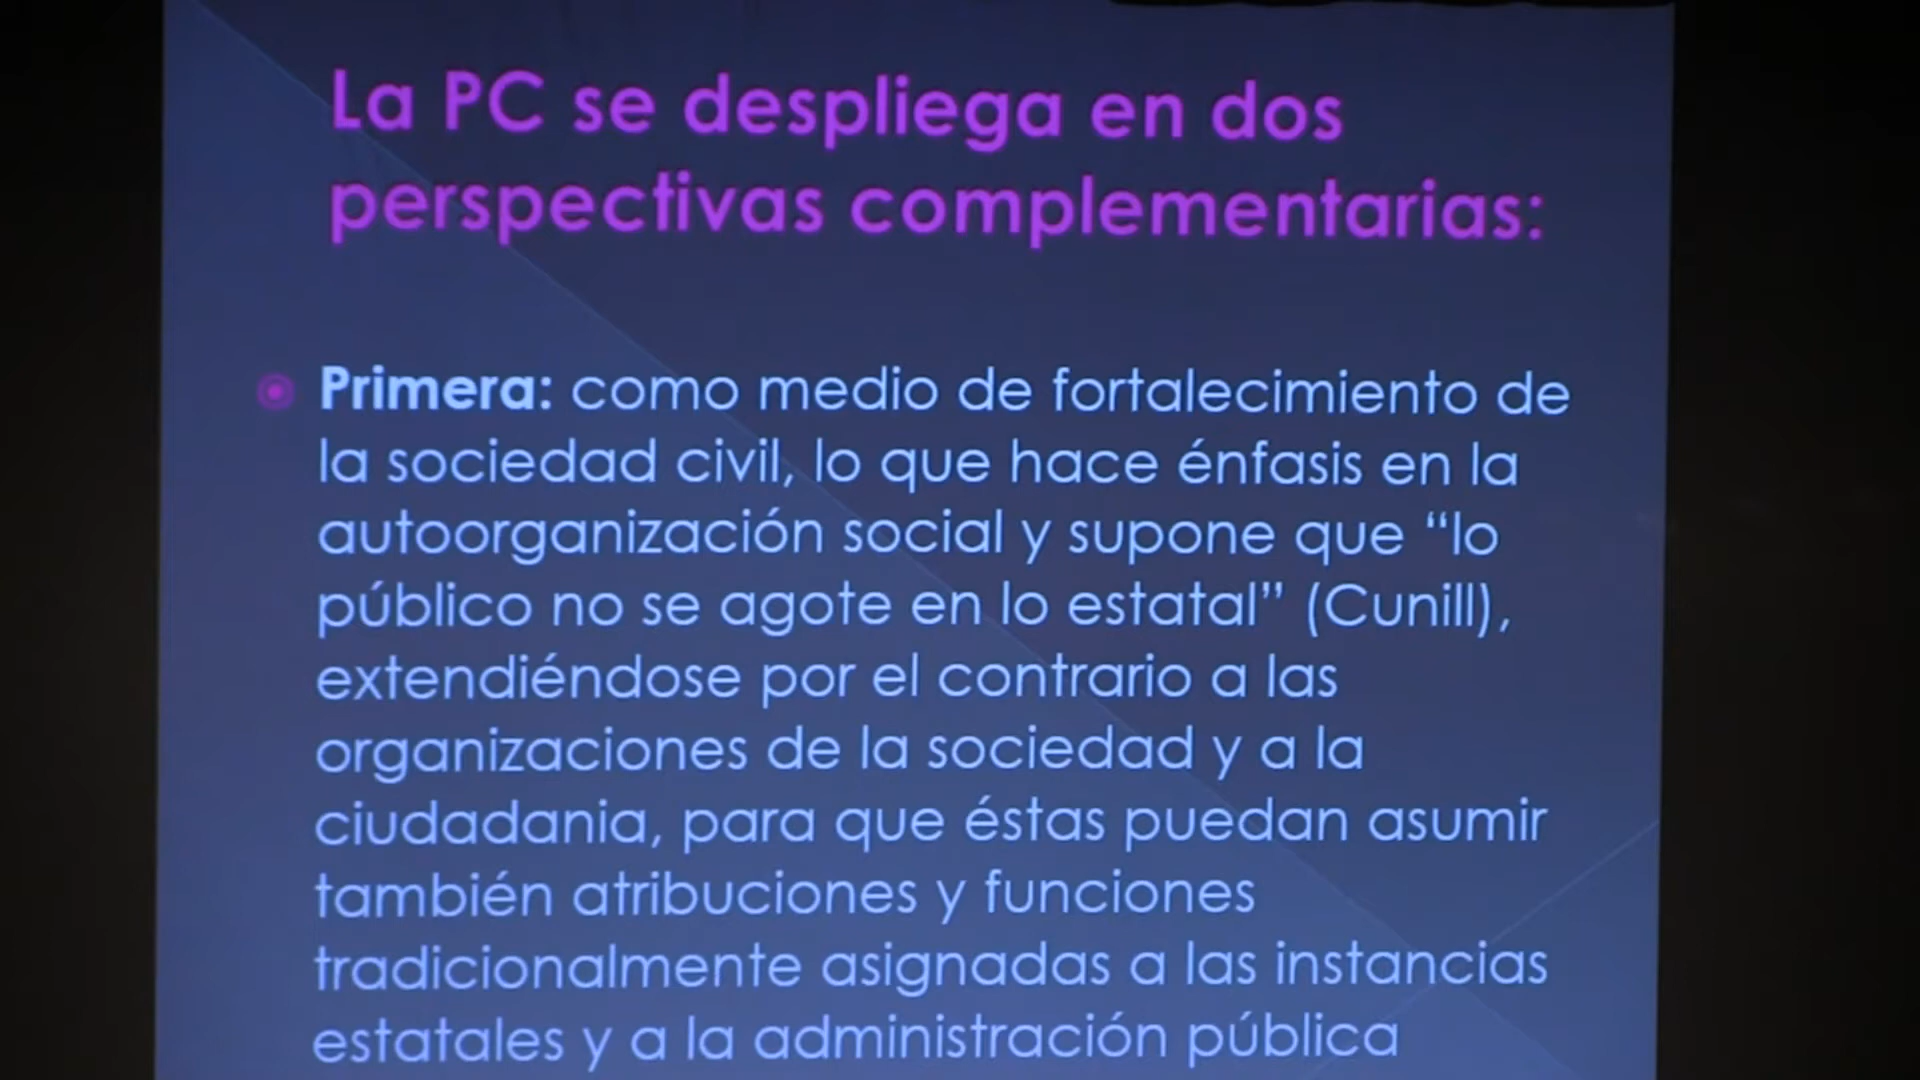 La PC se despliega en dos
perspectivas complementarias:
Primera: como medio de fortalecimiento de
la sociedad civil, lo que hace énfasis en la
autoorganización social y supone que “lo
público no se agote en lo estatal” (Cunill),
extendiéndose por el contrario a las
organizaciones de la sociedad y a la
ciudadania, para que éstas puedan asumir
también atribuciones y funciones
tradicionalmente asignadas a las instancias
estatales y a la administración pública